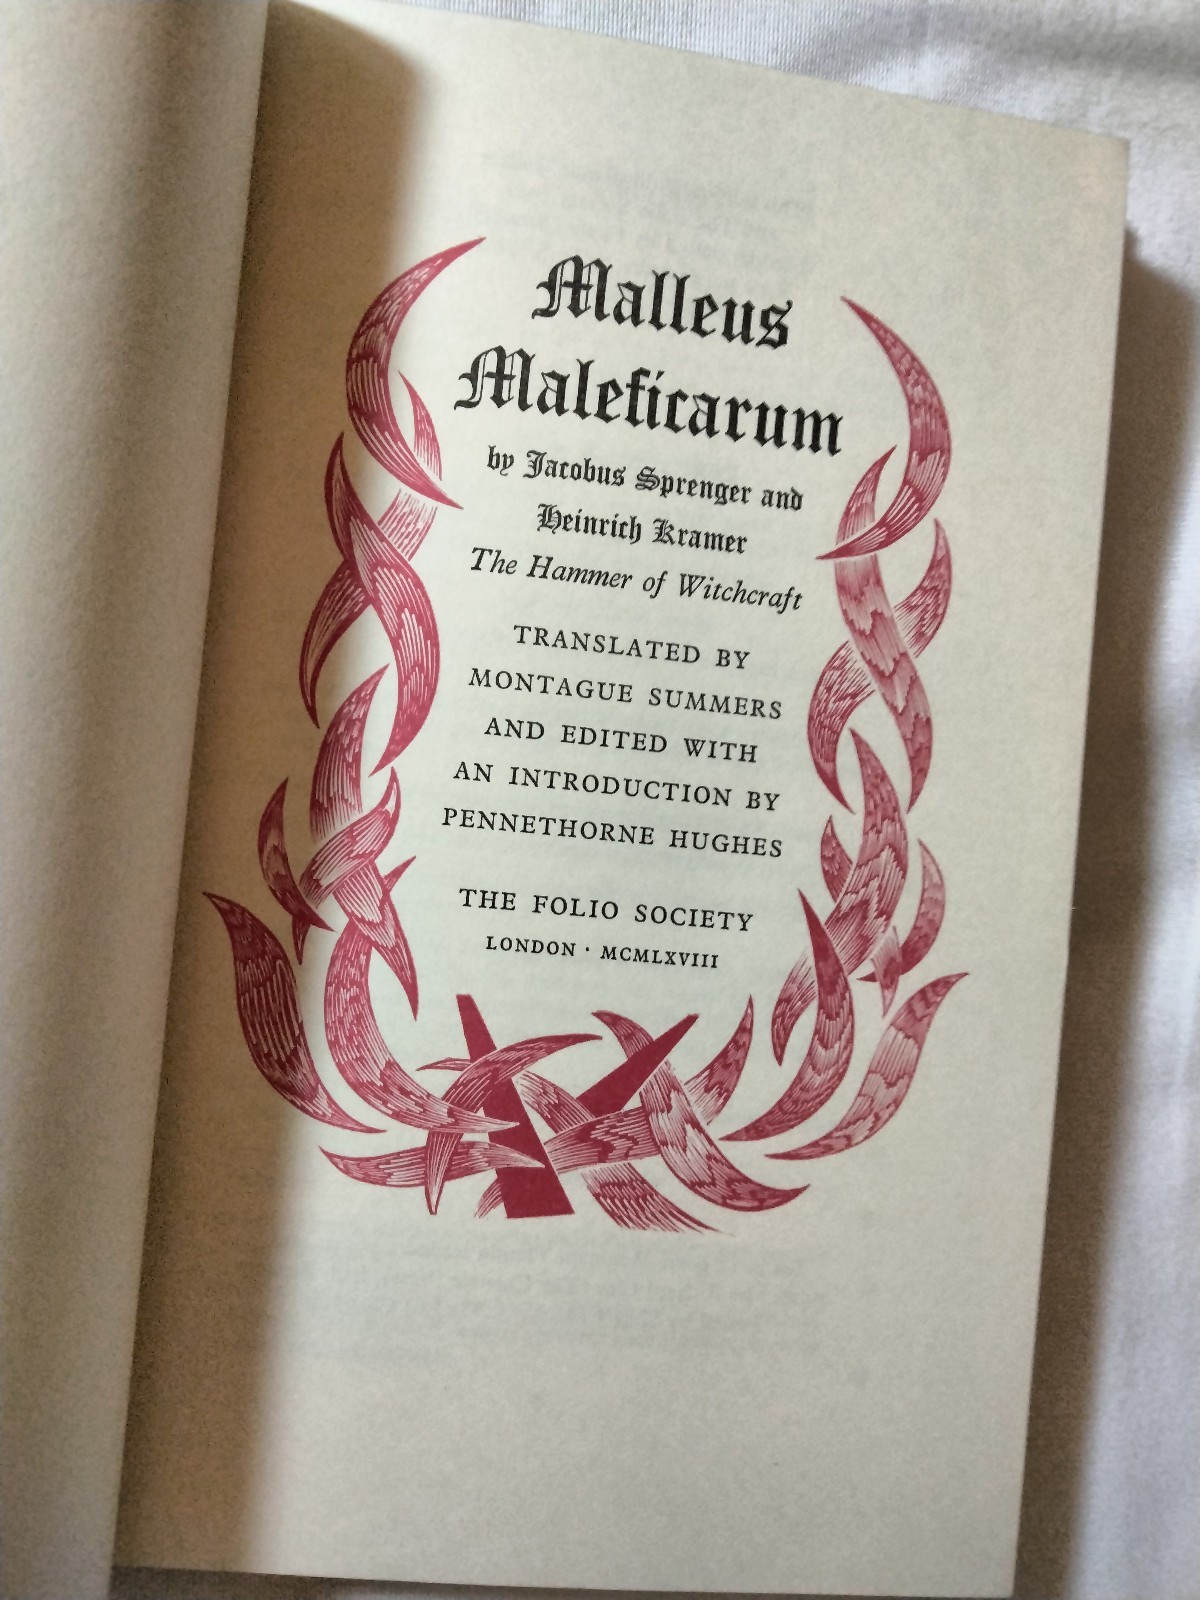 Malleus
Maleficarum
by Jacobus Sprenger and
Heinrich Kramer
The Hammer of Witchcraft
TRANSLATED BY
MONTAGUE SUMMERS
AND EDITED WITH
AN INTRODUCTION BY
PENNETHORNE HUGHES
THE FOLIO SOCIETY
LONDON · MCMLXVIII